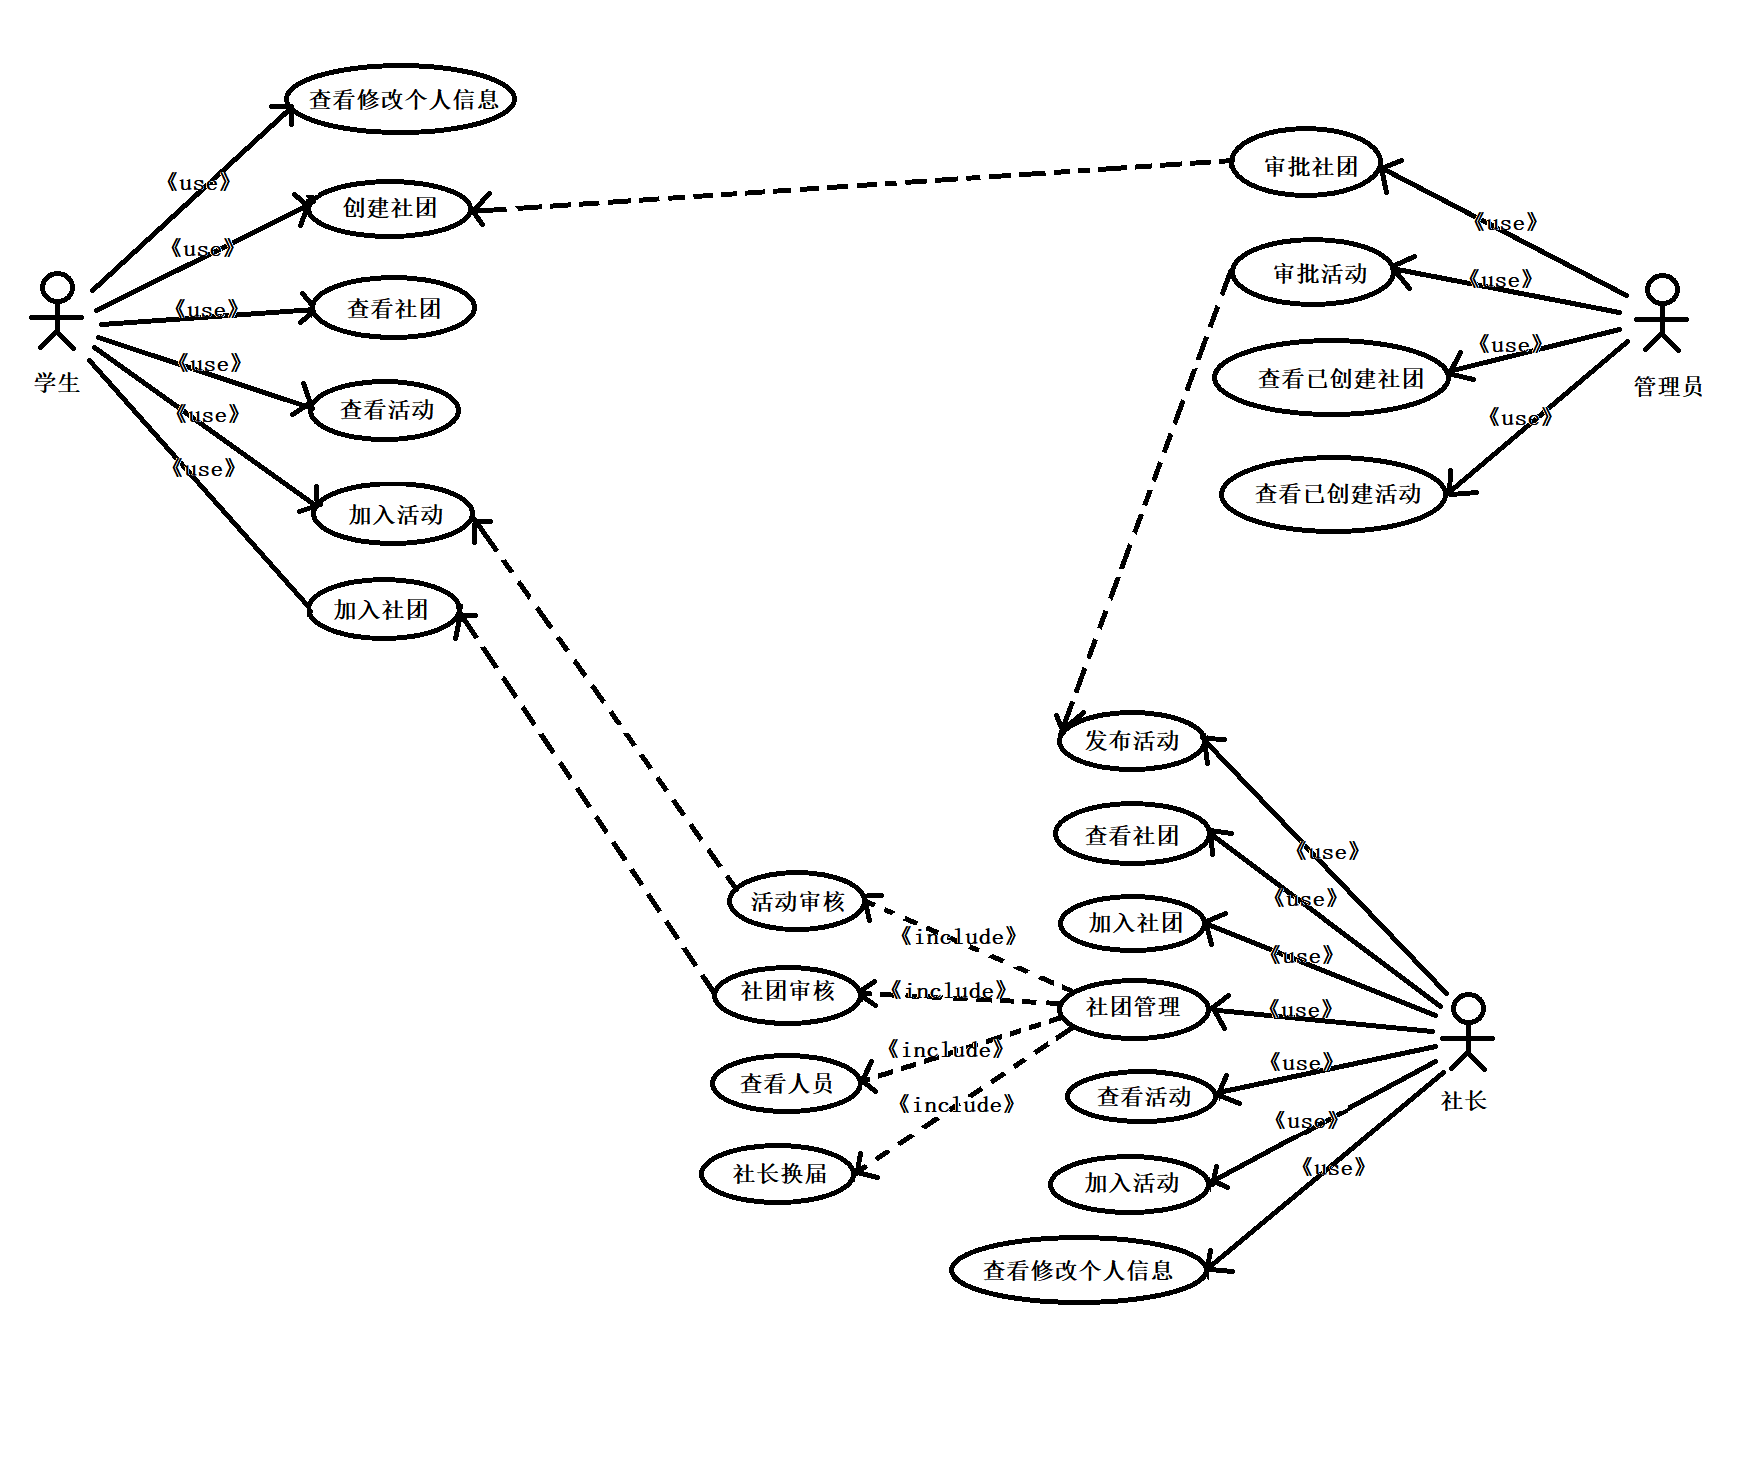 查看修改个人信息
《use》
创建社团
《use》
查看社团
《use》
查看活动
《use》
加入活动
《use》
加入社团
《use》
学生
审批社团
《use》
审批活动
《use》
查看已创建社团
《use》
查看已创建活动
《use》
管理员
发布活动
《use》
查看社团
《use》
加入社团
《use》
社团管理
《use》
查看活动
《use》
加入活动
《use》
查看修改个人信息
《use》
社长
活动审核
《include》
社团审核
《include》
查看人员
《include》
社长换届
《include》